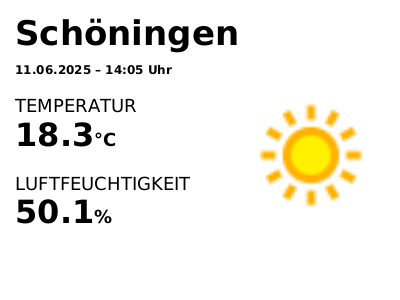 Schöningen
11.06.2025 – 14:05 Uhr
TEMPERATUR
18.3°C
LUFTFEUCHTIGKEIT
50.1%